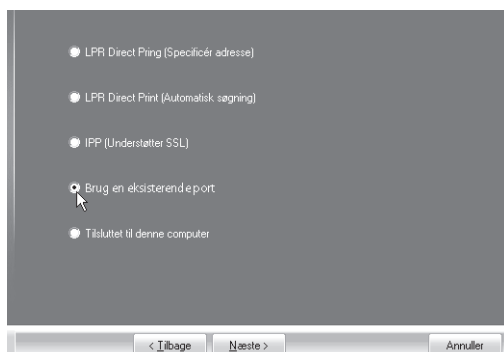 LPR Direct Pring (Specificér adresse)
LPR Direct Print (Automatisk søgning)
IPP (Understøtter SSL)
Brug en eksisterende port
Tilsluttet til denne computer
< Tilbage Næste > Annuller